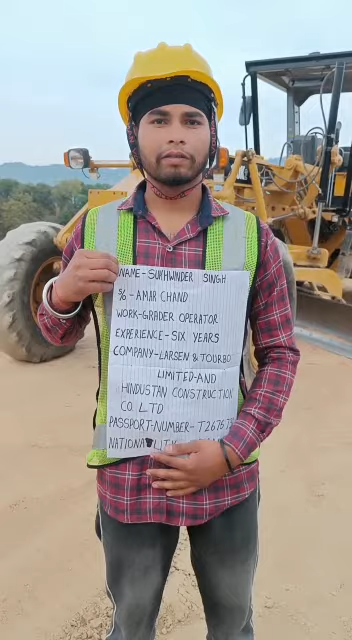 NAME-SUKHWINDER SINGH
S/o-AMAR CHAND
WORK-GRADER OPERATOR
EXPERIENCE-SIX YEARS
COMPANY-LARSEN & TOURBO
LIMITED-AND
HINDUSTAN CONSTRUCTION
CO. LTD
PASSPORT-NUMBER-